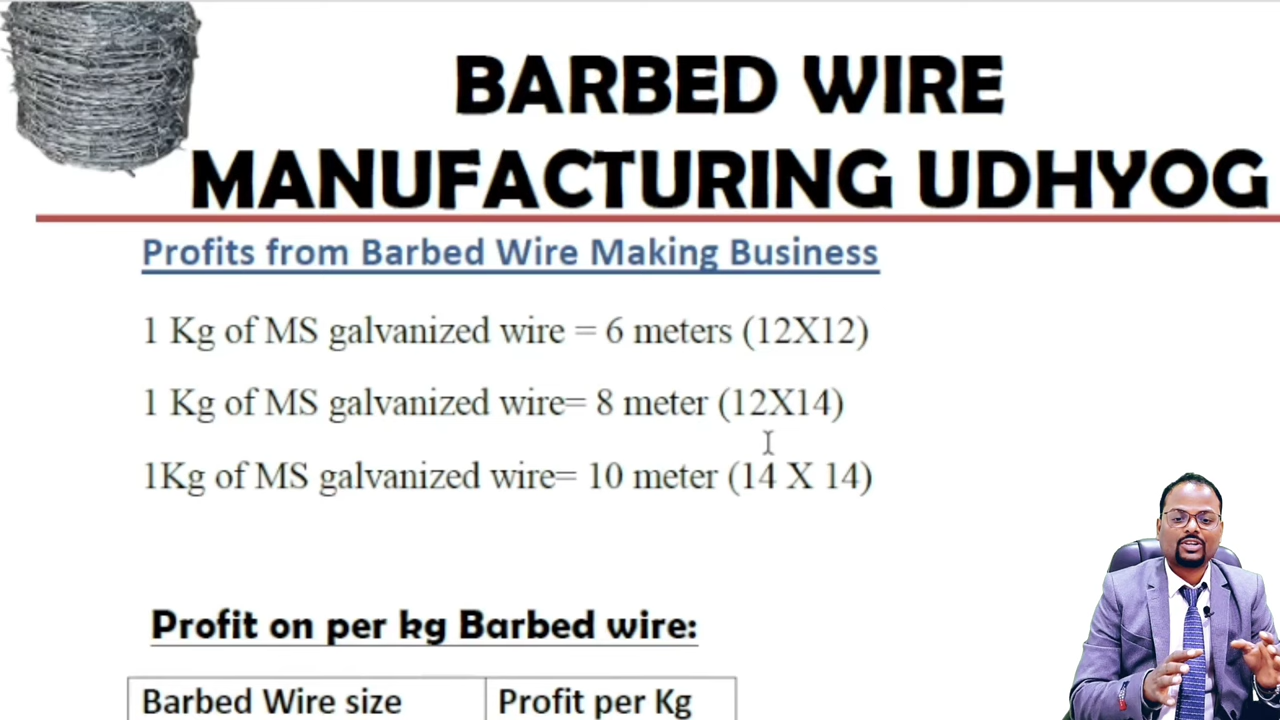 BARBED WIRE
MANUFACTURING UDHYOG
Profits from Barbed Wire Making Business
1 Kg of MS galvanized wire = 6 meters (12X12)
1 Kg of MS galvanized wire= 8 meter (12X14)
1Kg of MS galvanized wire= 10 meter (14 X 14)
Profit on per kg Barbed wire:
Barbed Wire size Profit per Kg